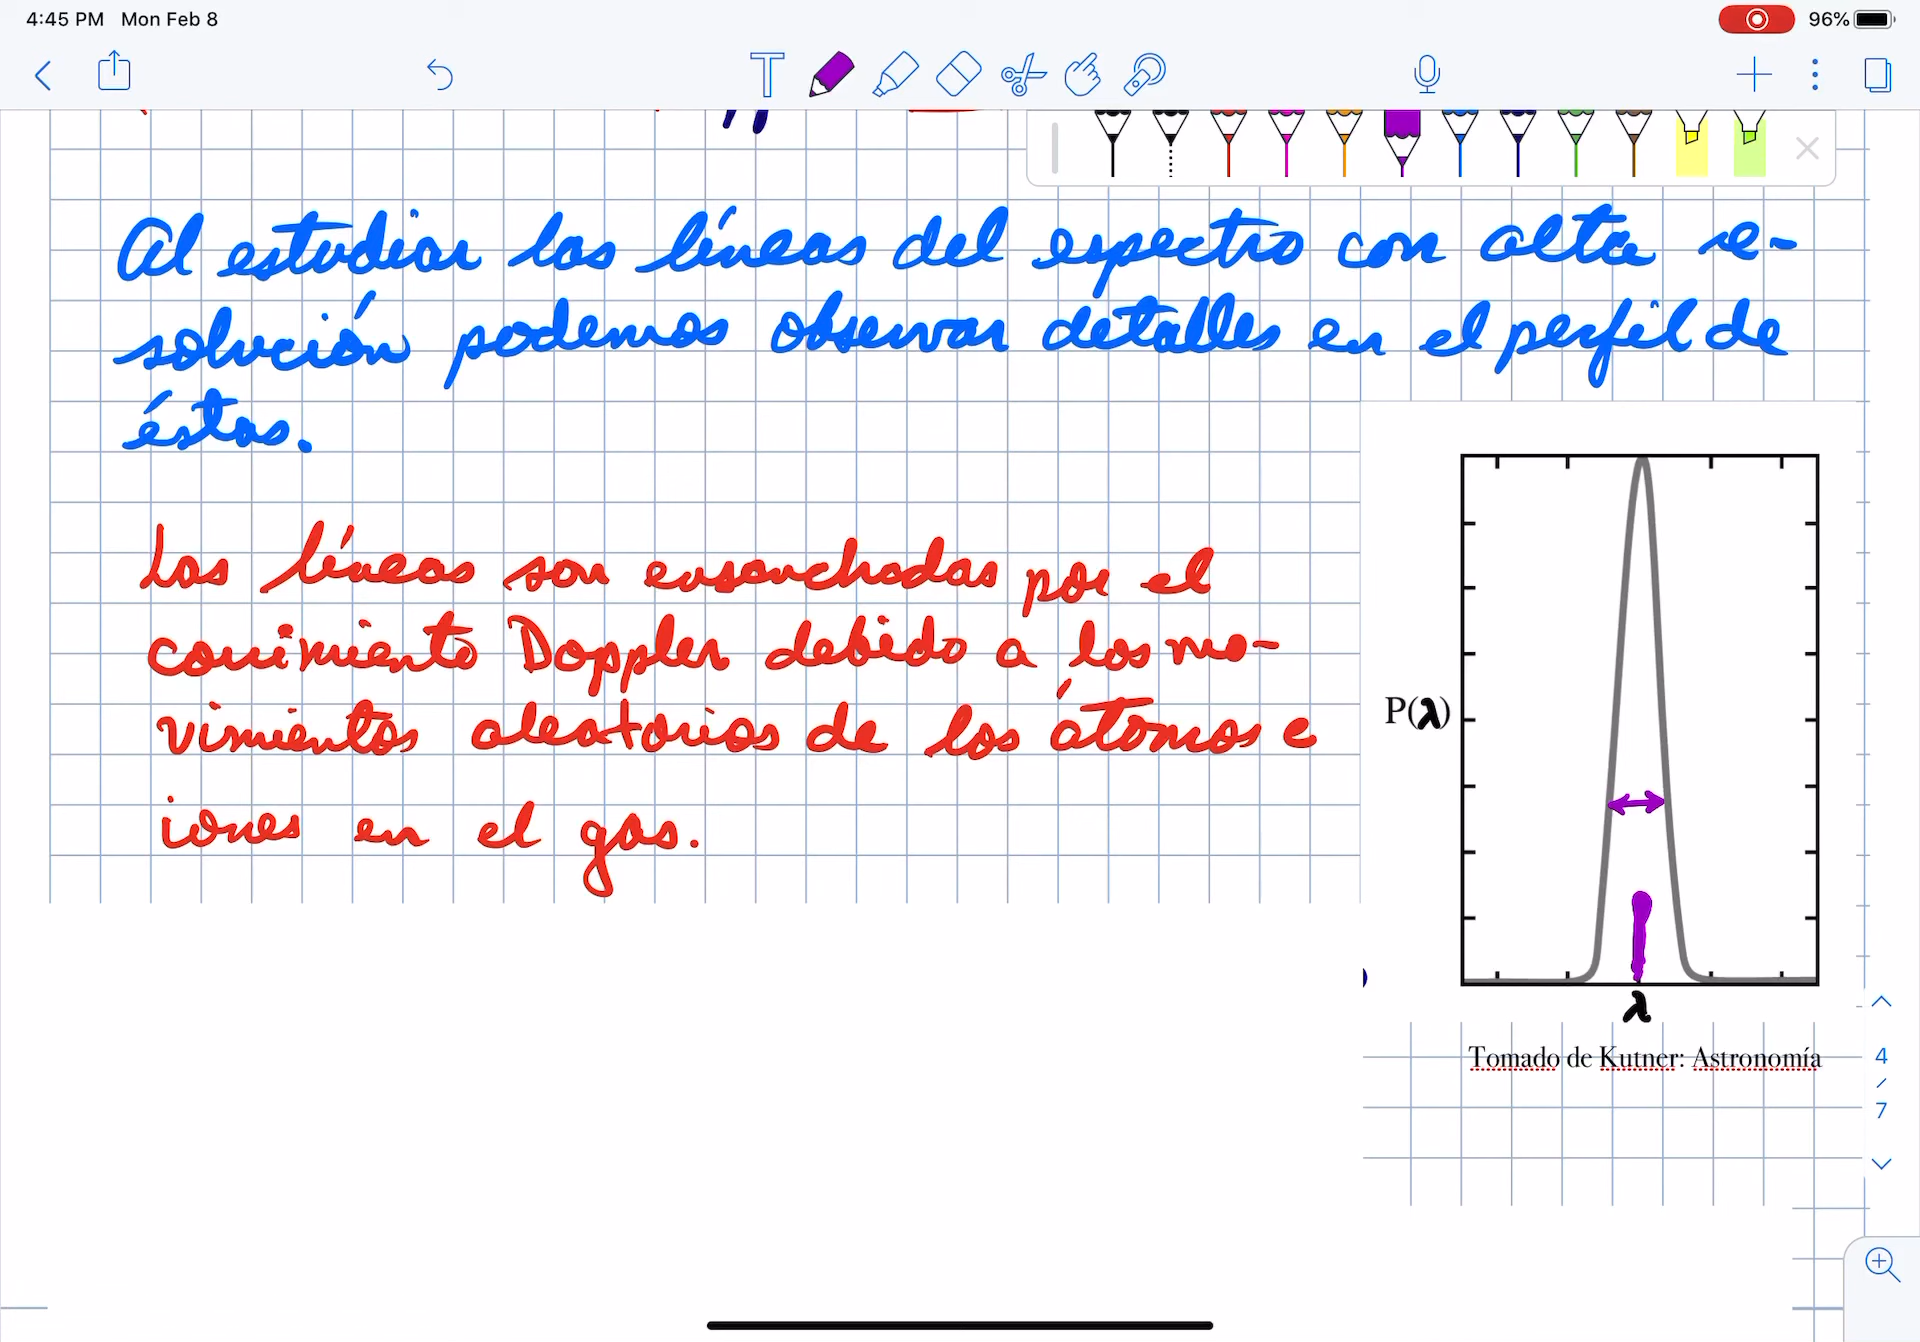 4:45 PM Mon Feb 8
96%
T
Al estudiar las líneas del espectro con alta re-
solución podemos observar detalles en el perfil de
éstas.
Las líneas son ensanchadas por el
corrimiento Doppler debido a los mo-
vimientos aleatorios de los átomos e
iones en el gas.
P(λ)
λ
Tomado de Kutner: Astronomía
4
/
7